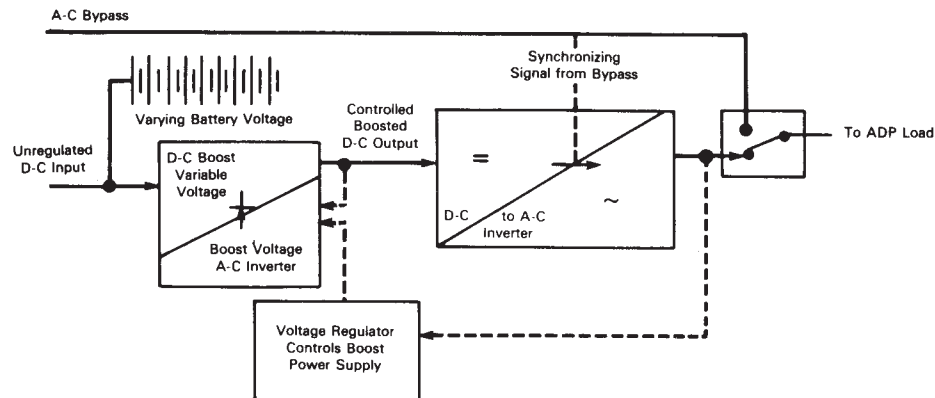 A-C Bypass
Synchronizing
Signal from Bypass
Varying Battery Voltage
Controlled
Boosted
D-C Output
Unregulated
D-C Input
D-C Boost
Variable
Voltage
Boost Voltage
A-C Inverter
=
~
D-C to A-C
Inverter
To ADP Load
Voltage Regulator
Controls Boost
Power Supply